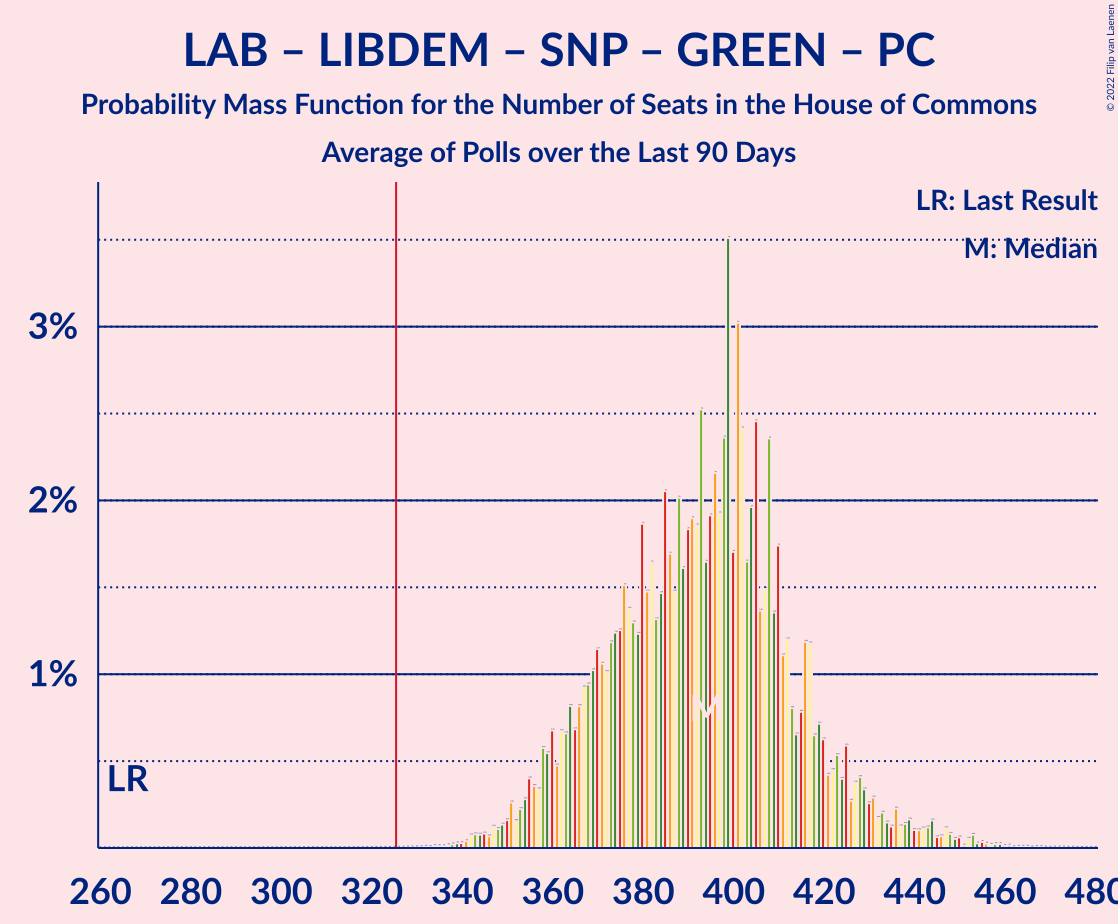 LAB – LIBDEM – SNP – GREEN – PC
Probability Mass Function for the Number of Seats in the House of Commons
Average of Polls over the Last 90 Days
© 2022 Filip van Laenen
LR: Last Result
M: Median
3%
2%
1%
LR
M
260 280 300 320 340 360 380 400 420 440 460 480